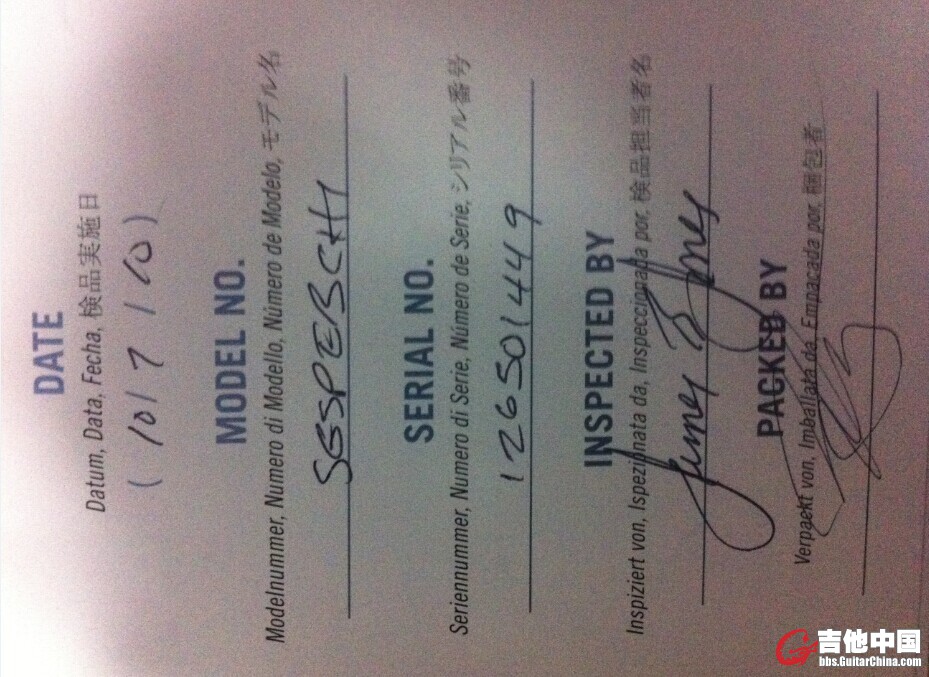 DATE
Datum, Data, Fecha, 検品実施日
( 10 / 7 / 10 )
MODEL NO.
Modelnummer, Numero di Modello, Número de Modelo, モデル名
SGSPEBCH1
SERIAL NO.
Seriennummer, Numero di Serie, Número de Serie, シリアル番号
126501449
INSPECTED BY
Inspiziert von, Ispezionata da, Inspeccionada por, 検品担当者名
PACKED BY
Verpaekt von, Imballata da, Empacada por, 梱包者
吉他中国
bbs.GuitarChina.com